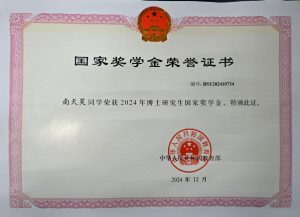 国家奖学金荣誉证书
编号: BSY202410734
南天昊同学荣获2024年博士研究生国家奖学金，特颁此证。
中华人民共和国教育部
2024年12月